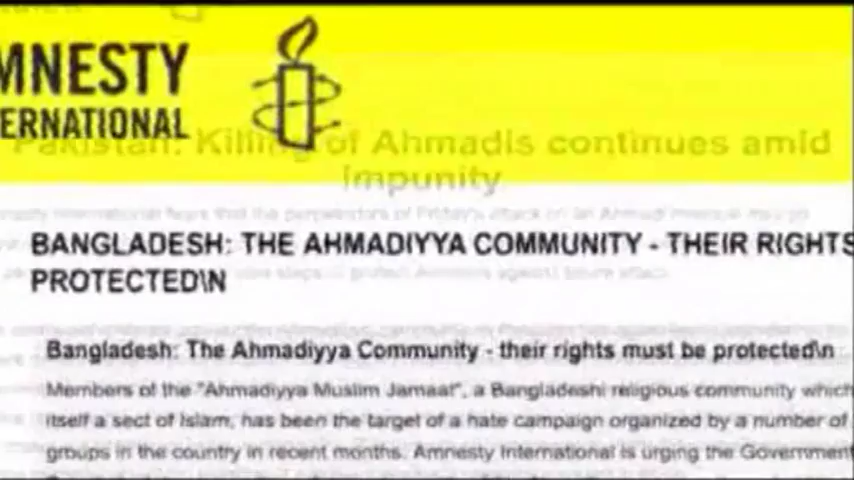 MNESTY
ERNATIONAL
Pakistan: Killing of Ahmadis continues amid
impunity
BANGLADESH: THE AHMADIYYA COMMUNITY - THEIR RIGHTS
PROTECTED\N
Bangladesh: The Ahmadiyya Community - their rights must be protected\n
Members of the "Ahmadiyya Muslim Jamaat", a Bangladeshi religious community which
itself a sect of Islam, has been the target of a hate campaign organized by a number of
groups in the country in recent months. Amnesty International is urging the Government